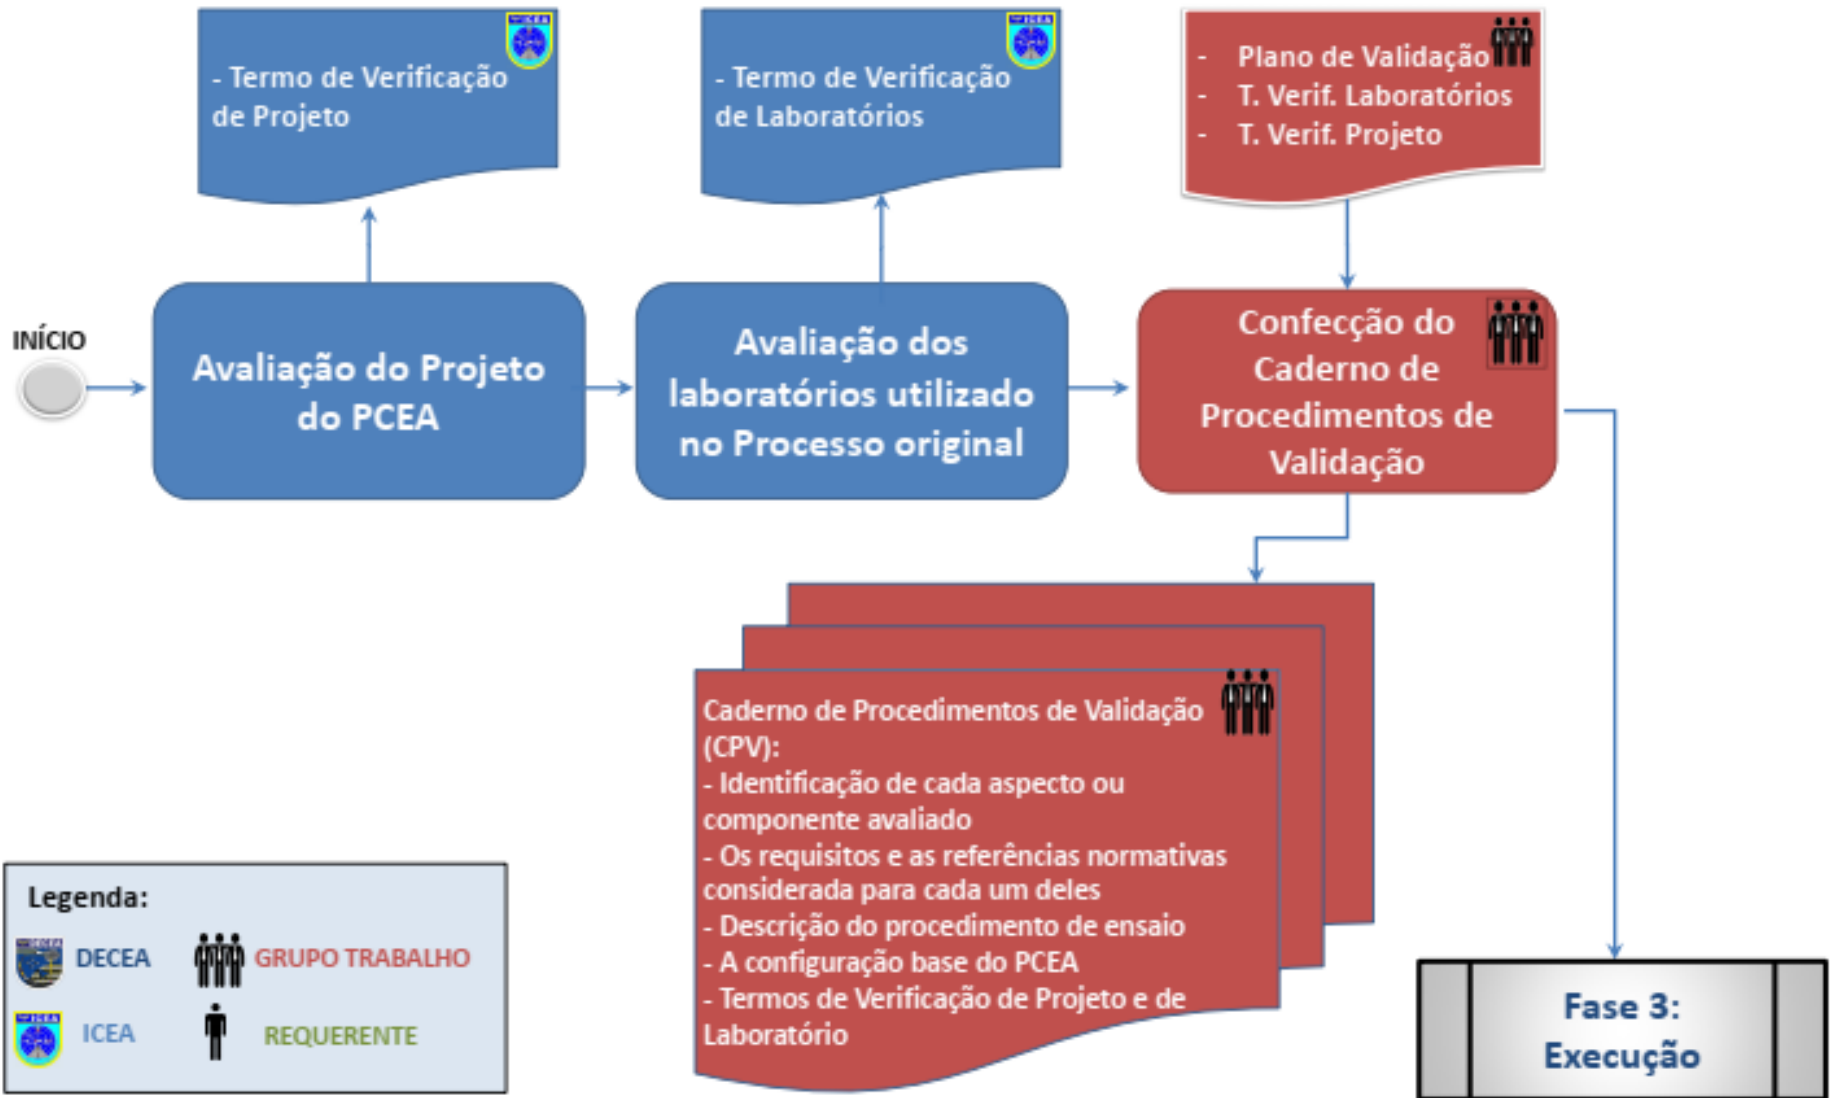 - Termo de Verificação
de Projeto
- Termo de Verificação
de Laboratórios
- Plano de Validação
- T. Verif. Laboratórios
- T. Verif. Projeto
INÍCIO
Avaliação do Projeto
do PCEA
Avaliação dos
laboratórios utilizado
no Processo original
Confecção do
Caderno de
Procedimentos de
Validação
Caderno de Procedimentos de Validação
(CPV):
- Identificação de cada aspecto ou
componente avaliado
- Os requisitos e as referências normativas
considerada para cada um deles
- Descrição do procedimento de ensaio
- A configuração base do PCEA
- Termos de Verificação de Projeto e de
Laboratório
Legenda:
DECEA
GRUPO TRABALHO
ICEA
REQUERENTE
Fase 3:
Execução